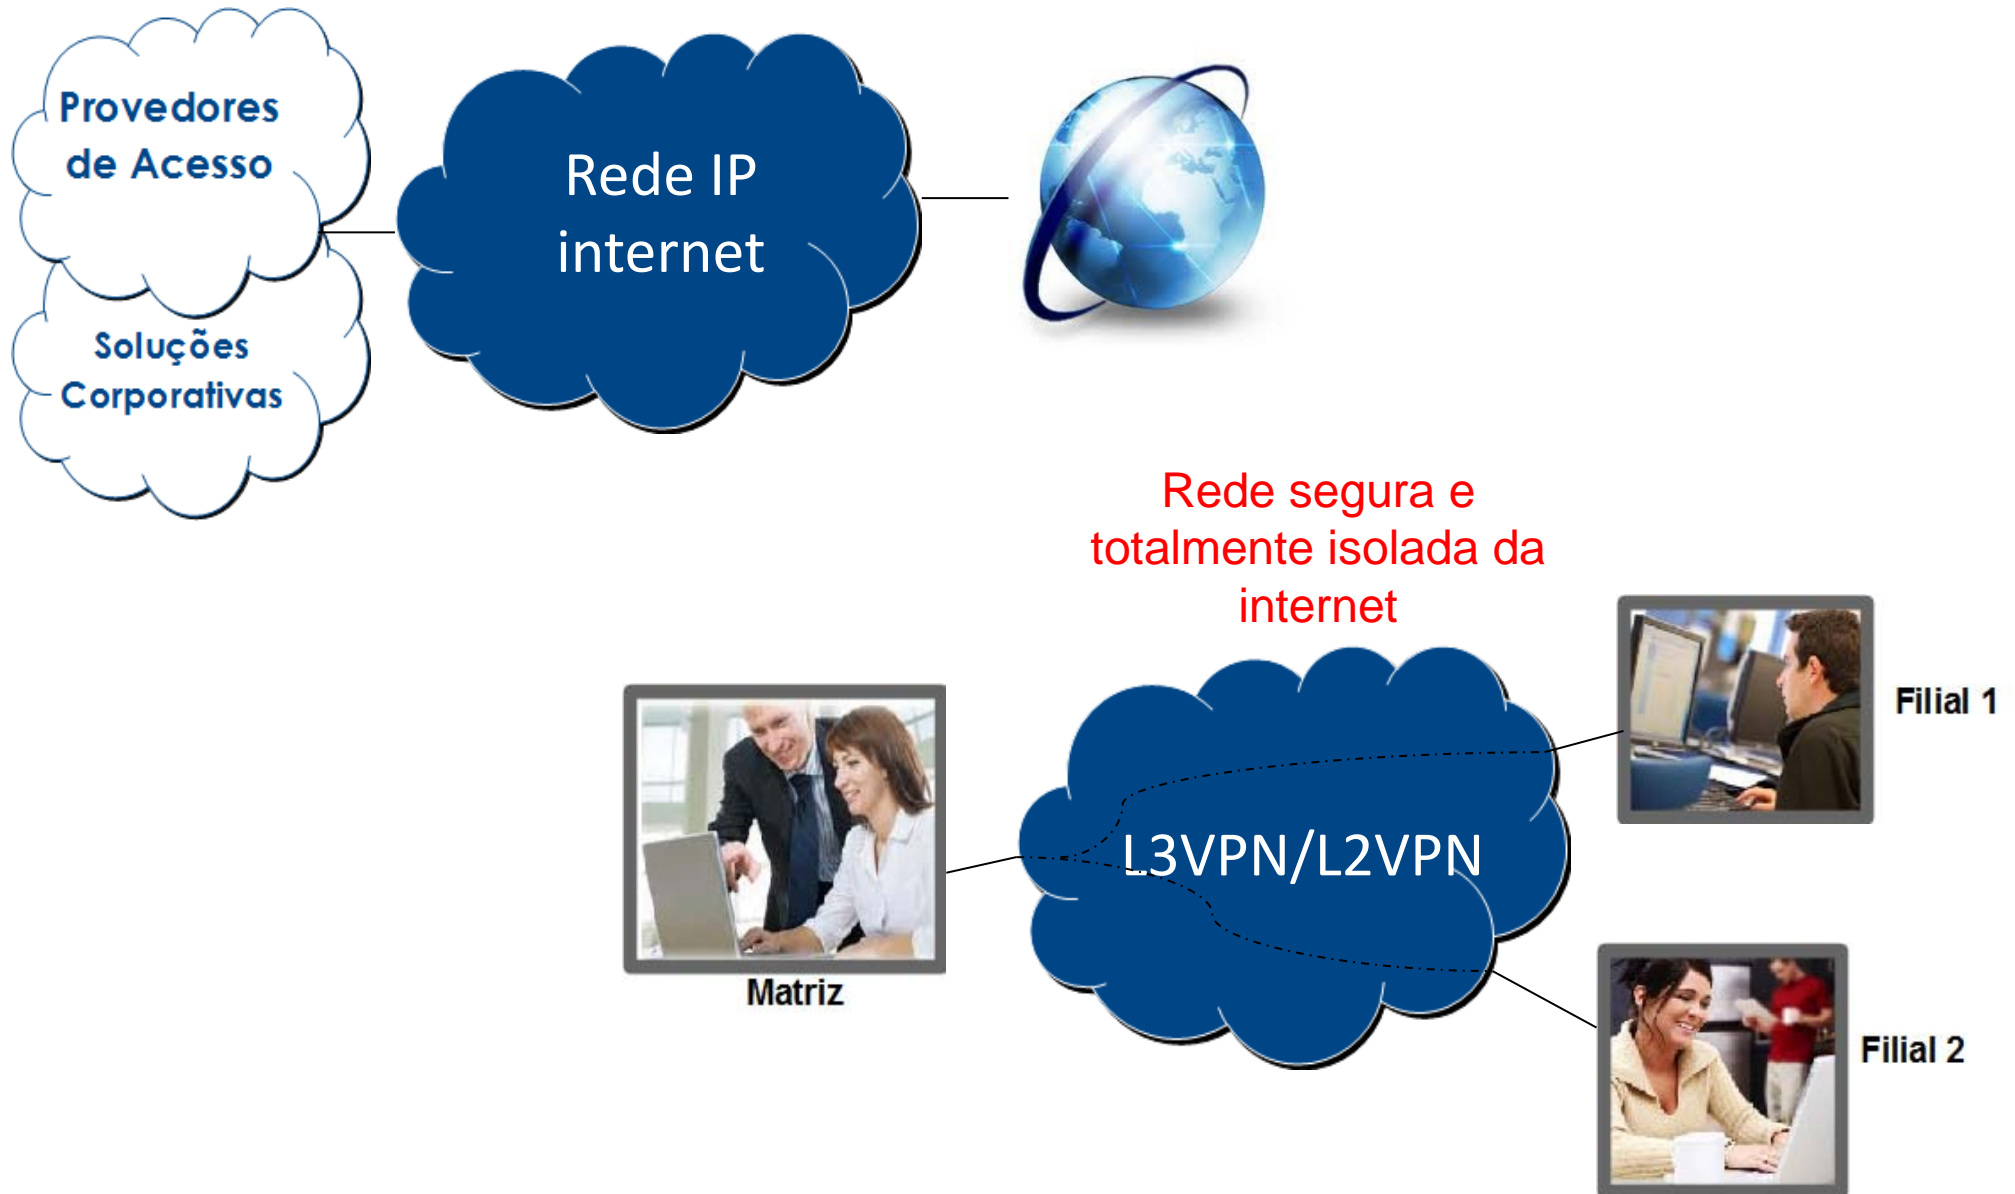 Provedores
de Acesso
Soluções
Corporativas
Rede IP
internet
Rede segura e
totalmente isolada da
internet
L3VPN/L2VPN
Matriz
Filial 1
Filial 2